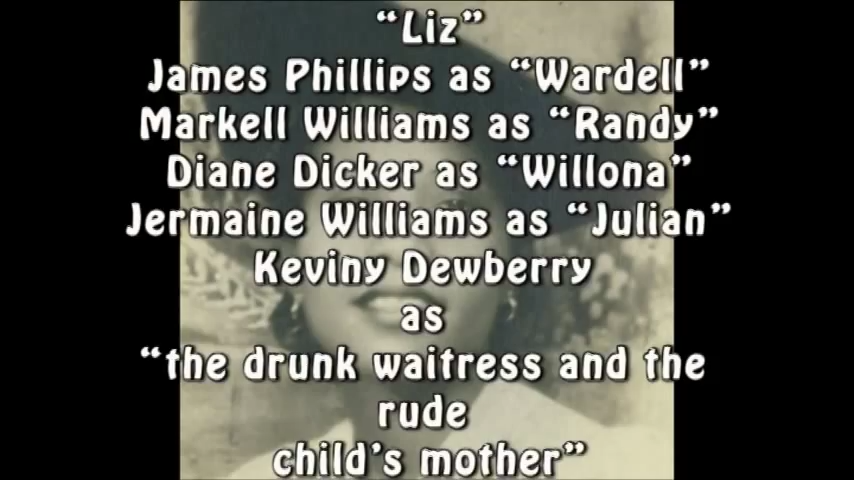 “Liz”
James Phillips as “Wardell”
Markell Williams as “Randy”
Diane Dicker as “Willona”
Jermaine Williams as “Julian”
Keviny Dewberry
as
“the drunk waitress and the
rude
child’s mother”